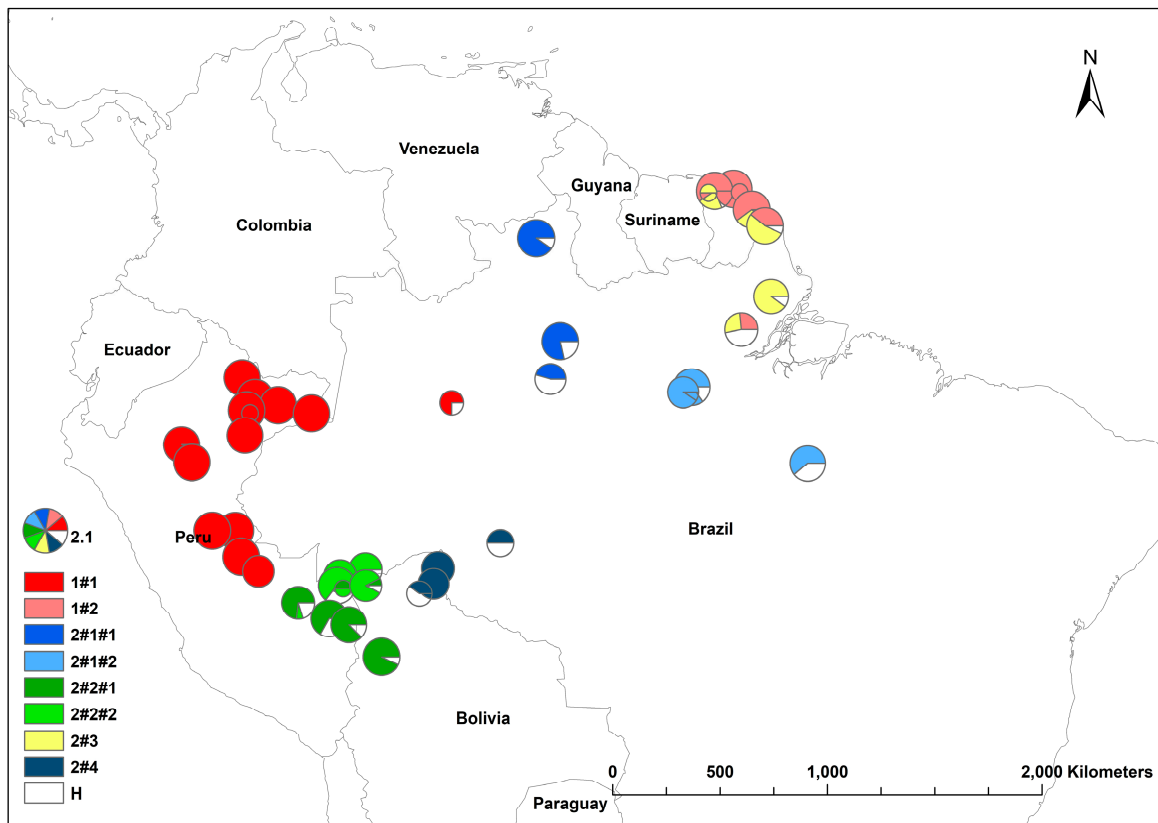 N
Venezuela
Guyana
Suriname
Colombia
Ecuador
Peru
Brazil
2.1
1#1
1#2
2#1#1
2#1#2
2#2#1
2#2#2
2#3
2#4
H
Bolivia
0 500 1,000 2,000 Kilometers
Paraguay